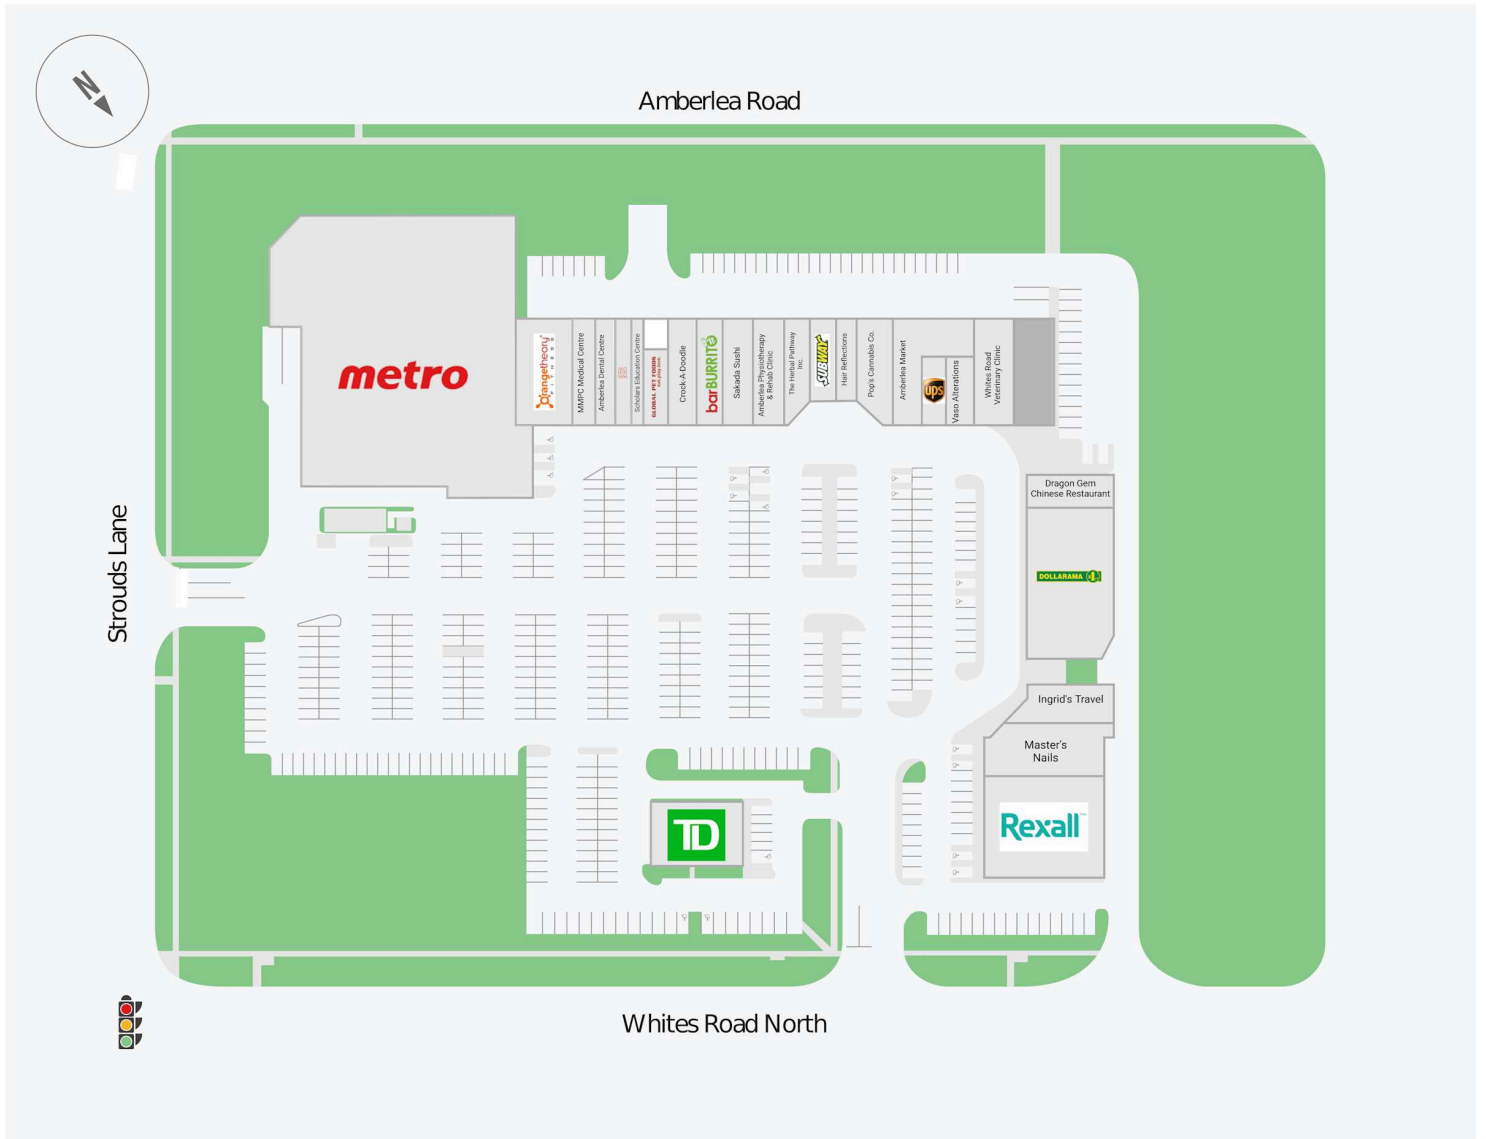 N
Amberlea Road
metro
Orangetheory
FITNESS
MMPC Medical Centre
Amberlea Dental Centre
Scholars Education Centre
GLOBAL PET FOODS
Crock-A-Doodle
barBURRITO
Sakada Sushi
Amberlea Physiotherapy
& Rehab Clinic
The Herbal Pathway
Inc.
SUBWAY
Hair Reflections
Pop's Cannabis Co.
Amberlea Market
ups
Vaso Alterations
Whites Road
Veterinary Clinic
Dragon Gem
Chinese Restaurant
DOLLARAMA
Strouds Lane
Ingrid's Travel
Master's
Nails
TD
Rexall
Whites Road North